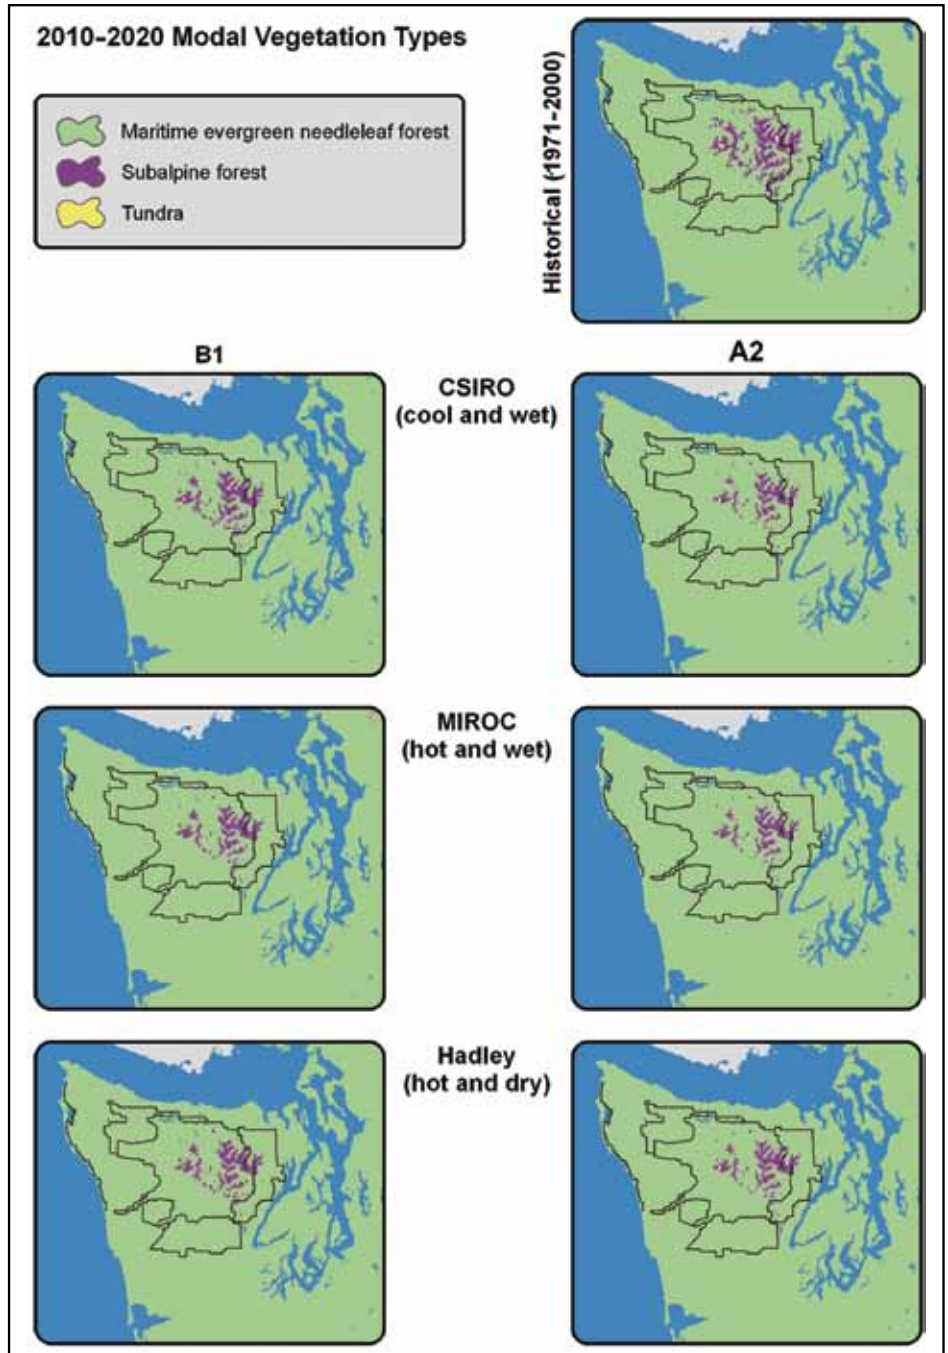 2010–2020 Modal Vegetation Types
Maritime evergreen needleleaf forest
Subalpine forest
Tundra
Historical (1971-2000)
B1
A2
CSIRO
(cool and wet)
MIROC
(hot and wet)
Hadley
(hot and dry)